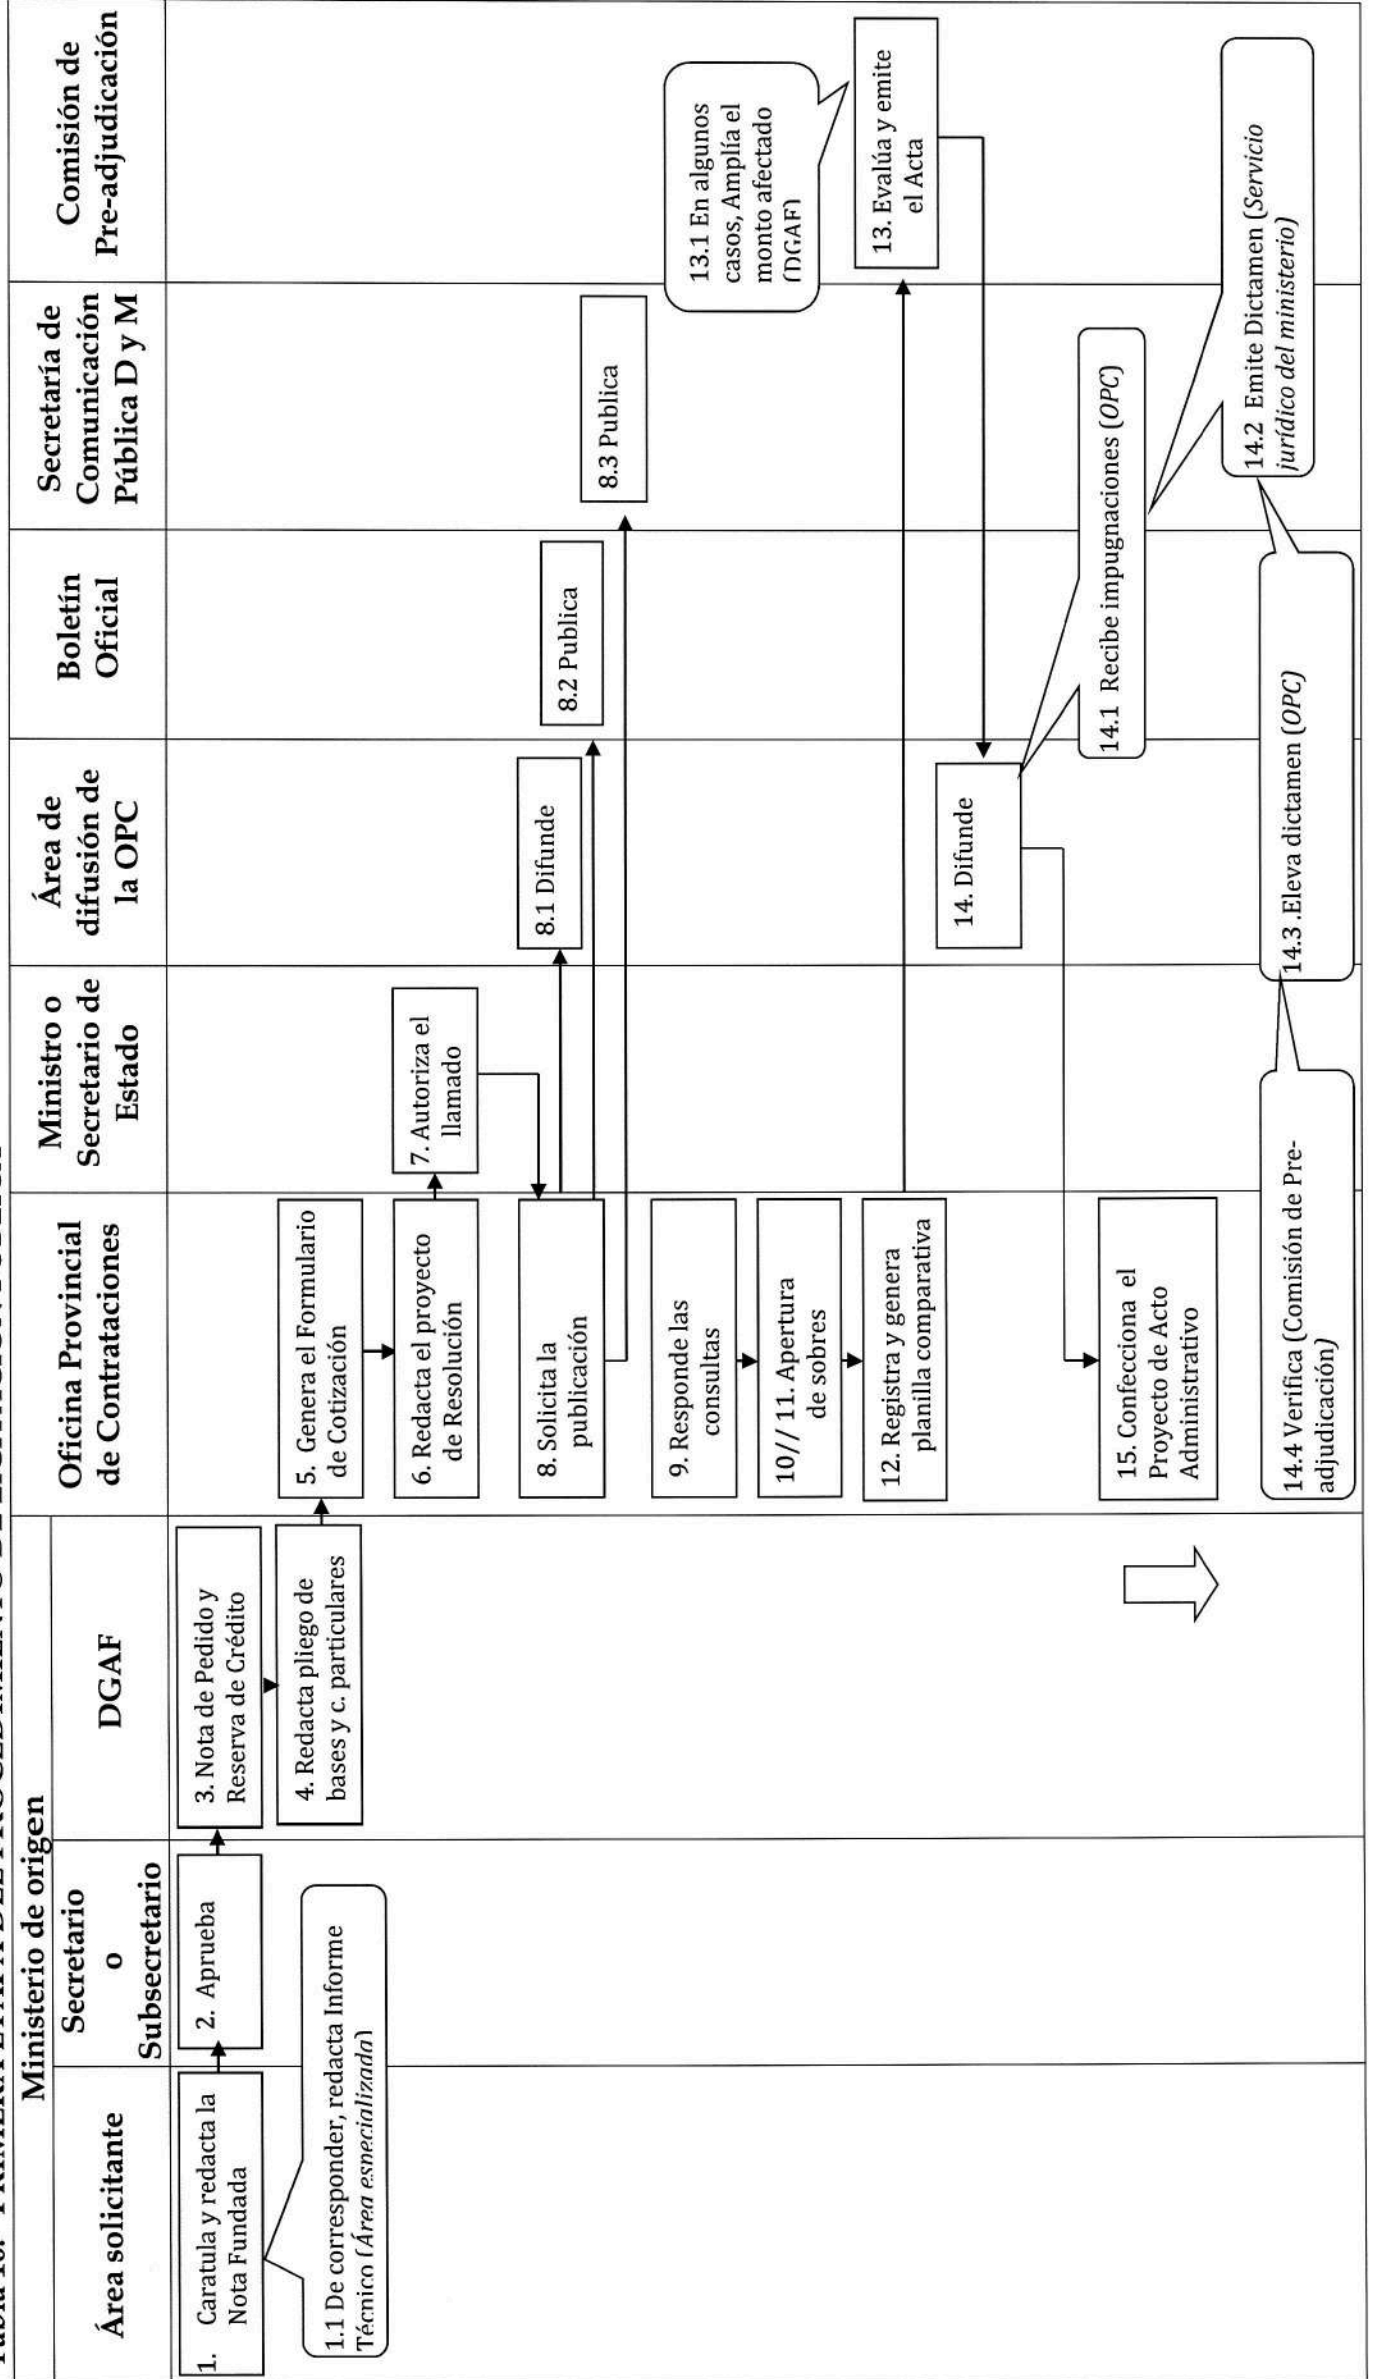 Ministerio de origen
Área solicitante
Secretario
o
Subsecretario
DGAF
Oficina Provincial
de Contrataciones
Ministro o
Secretario de
Estado
Área de
difusión de
la OPC
Boletín
Oficial
Secretaría de
Comunicación
Pública D y M
Comisión de
Pre-adjudicación
1. Caratula y redacta la
Nota Fundada
1.1 De corresponder, redacta Informe
Técnico (Área especializada)
2. Aprueba
3. Nota de Pedido y
Reserva de Crédito
4. Redacta pliego de
bases y c. particulares
5. Genera el Formulario
de Cotización
6. Redacta el proyecto
de Resolución
7. Autoriza el
llamado
8. Solicita la
publicación
8.1 Difunde
8.2 Publica
8.3 Publica
9. Responde las
consultas
10// 11. Apertura
de sobres
12. Registra y genera
planilla comparativa
13.1 En algunos
casos, Amplía el
monto afectado
(DGAF)
13. Evalúa y emite
el Acta
14. Difunde
14.1 Recibe impugnaciones (OPC)
14.2 Emite Dictamen (Servicio
jurídico del ministerio)
14.3 .Eleva dictamen (OPC)
14.4 Verifica (Comisión de Pre-
adjudicación)
15. Confecciona el
Proyecto de Acto
Administrativo